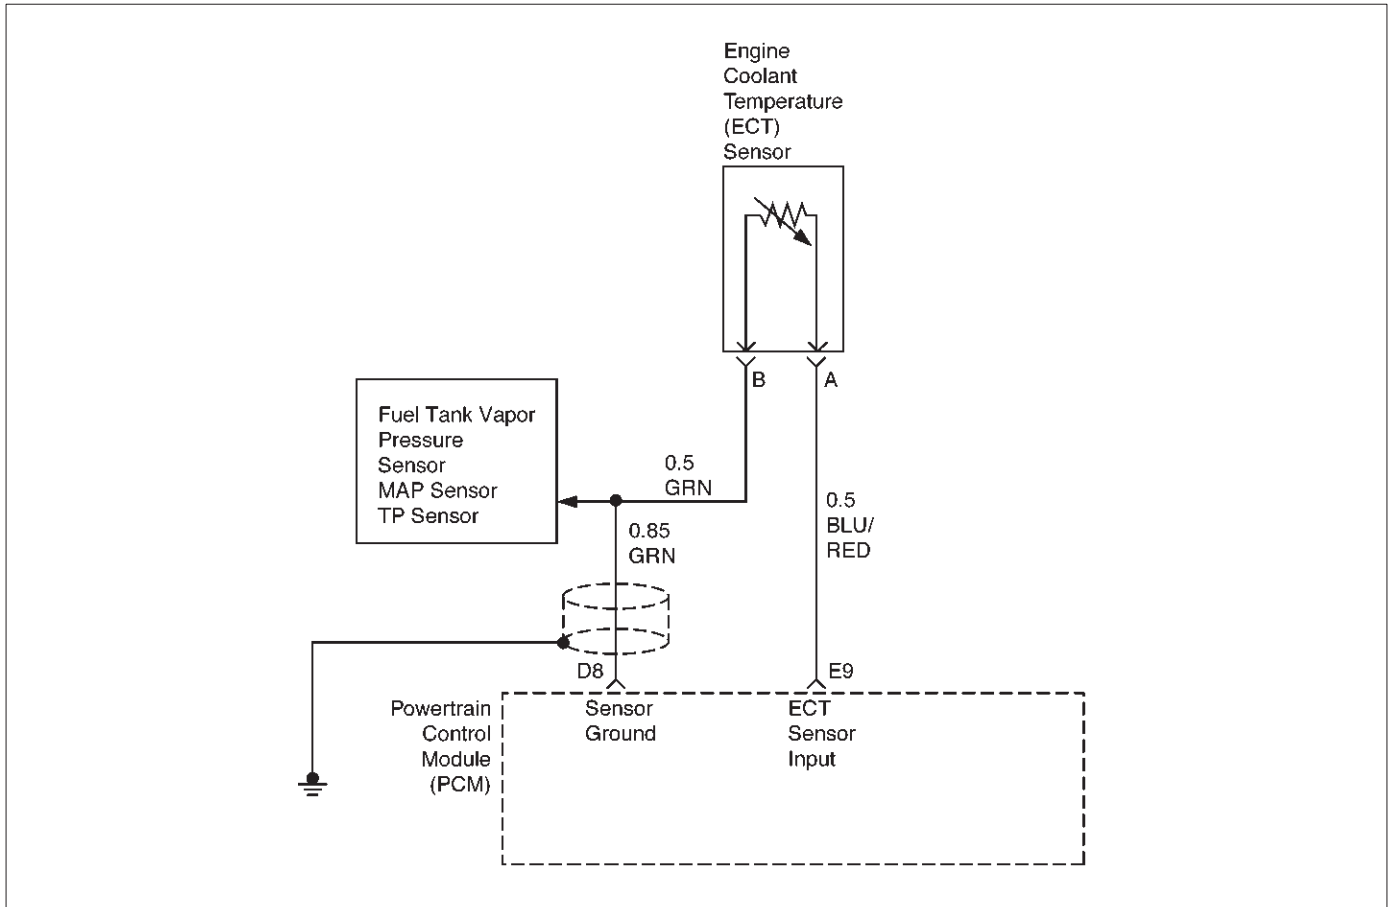 Engine
Coolant
Temperature
(ECT)
Sensor
B
A
Fuel Tank Vapor
Pressure
Sensor
MAP Sensor
TP Sensor
0.5
GRN
0.85
GRN
0.5
BLU/
RED
D8
E9
Powertrain
Control
Module
(PCM)
Sensor
Ground
ECT
Sensor
Input